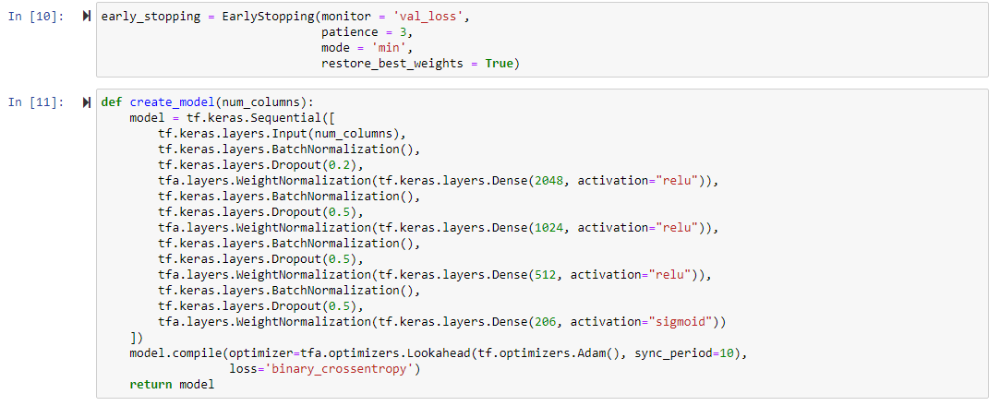 In [10]:
early_stopping = EarlyStopping(monitor = 'val_loss',
                               patience = 3,
                               mode = 'min',
                               restore_best_weights = True)
In [11]:
def create_model(num_columns):
    model = tf.keras.Sequential([
        tf.keras.layers.Input(num_columns),
        tf.keras.layers.BatchNormalization(),
        tf.keras.layers.Dropout(0.2),
        tfa.layers.WeightNormalization(tf.keras.layers.Dense(2048, activation="relu")),
        tf.keras.layers.BatchNormalization(),
        tf.keras.layers.Dropout(0.5),
        tfa.layers.WeightNormalization(tf.keras.layers.Dense(1024, activation="relu")),
        tf.keras.layers.BatchNormalization(),
        tf.keras.layers.Dropout(0.5),
        tfa.layers.WeightNormalization(tf.keras.layers.Dense(512, activation="relu")),
        tf.keras.layers.BatchNormalization(),
        tf.keras.layers.Dropout(0.5),
        tfa.layers.WeightNormalization(tf.keras.layers.Dense(206, activation="sigmoid"))
    ])
    model.compile(optimizer=tfa.optimizers.Lookahead(tf.optimizers.Adam(), sync_period=10),
                  loss='binary_crossentropy')
    return model